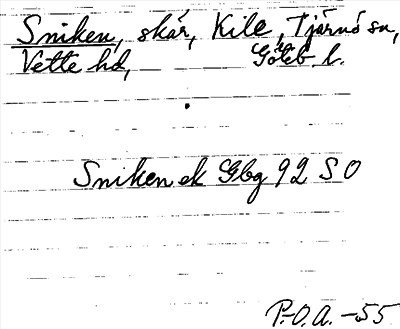 Sniken, skär, Kile, Tjärnö sn,
Vette hd, Göteb. l.
Sniken ek Gbg 92 SO
P.-O.A. -55